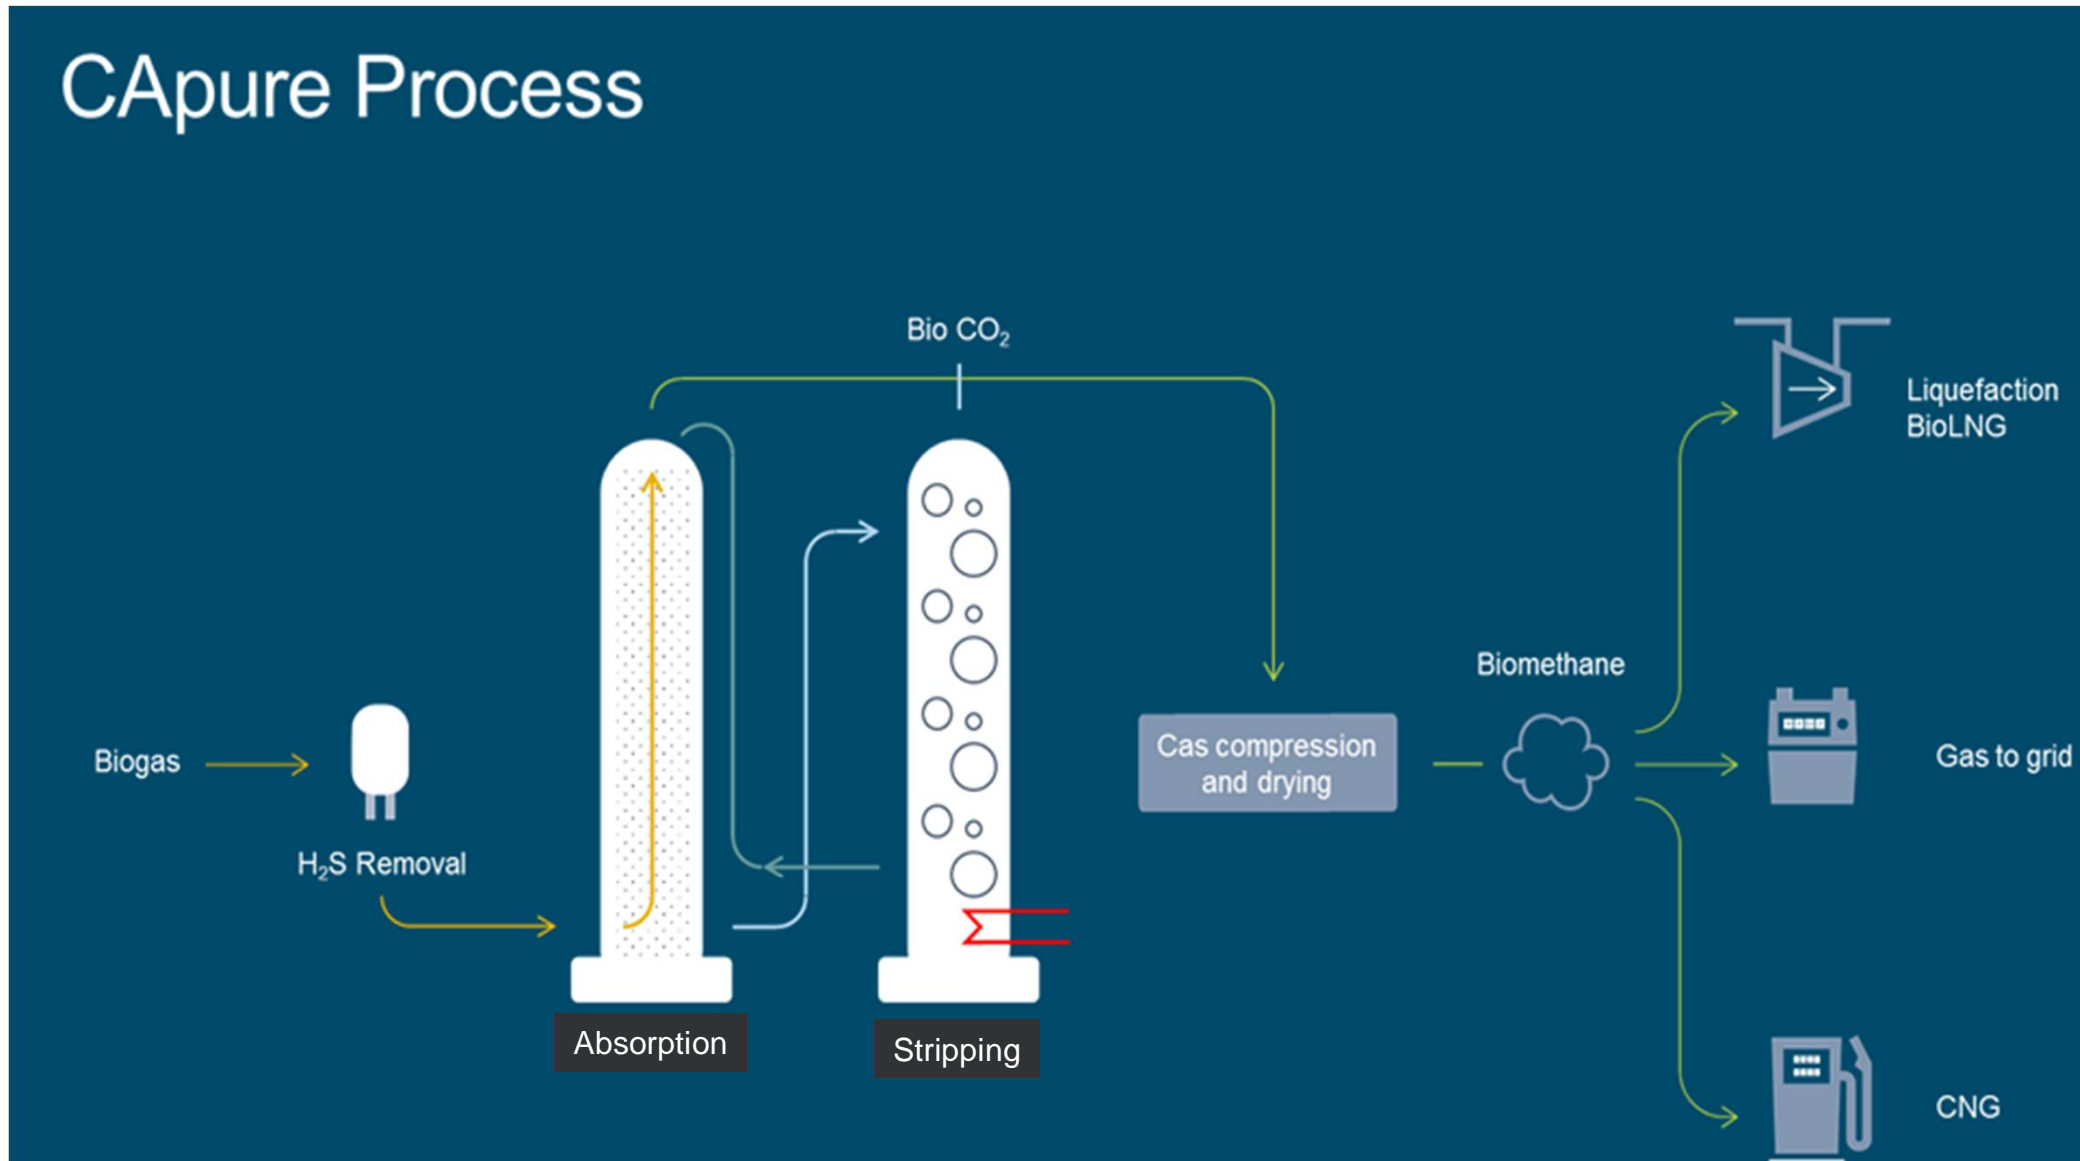 CApure Process
Bio CO₂
Liquefaction
BioLNG
Biomethane
Biogas
Cas compression
and drying
Gas to grid
H₂S Removal
Absorption
Stripping
CNG